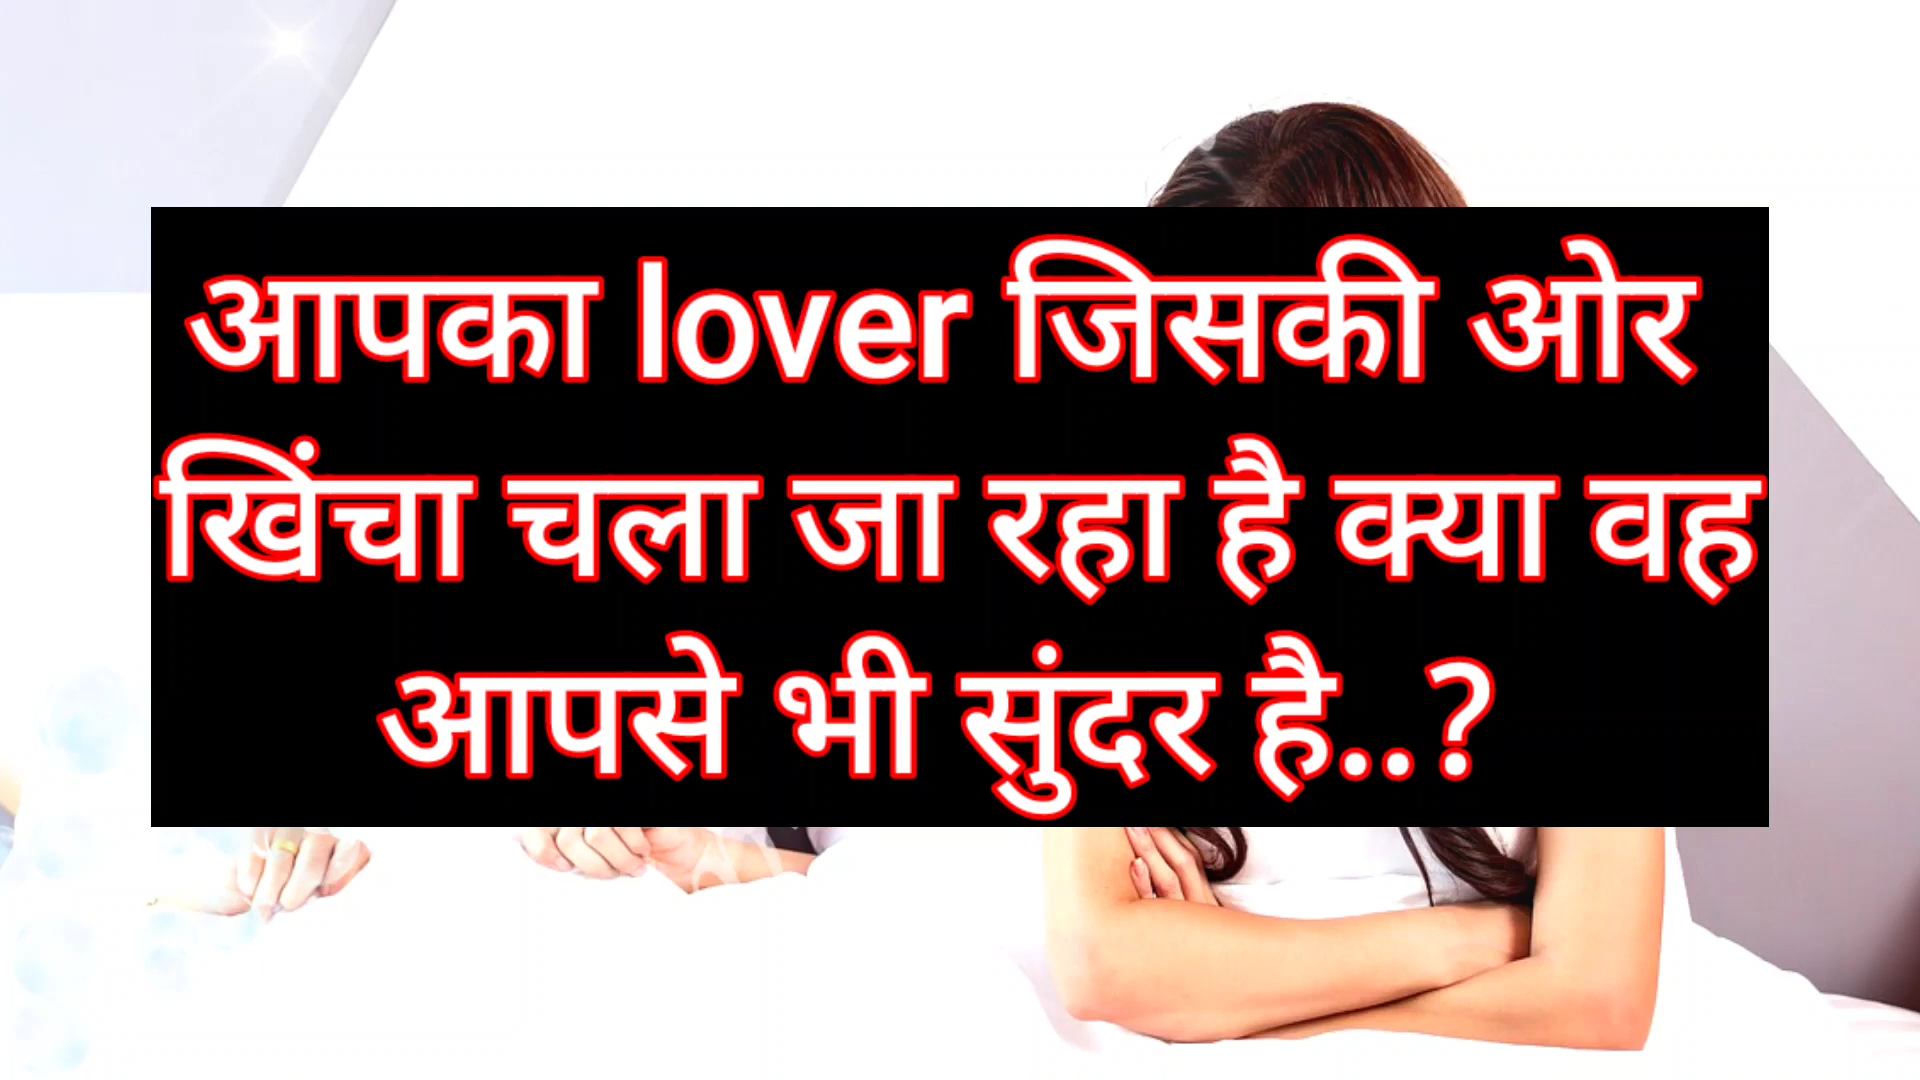 आपका lover जिसकी ओर
खिंचा चला जा रहा है क्या वह
आपसे भी सुंदर है..?